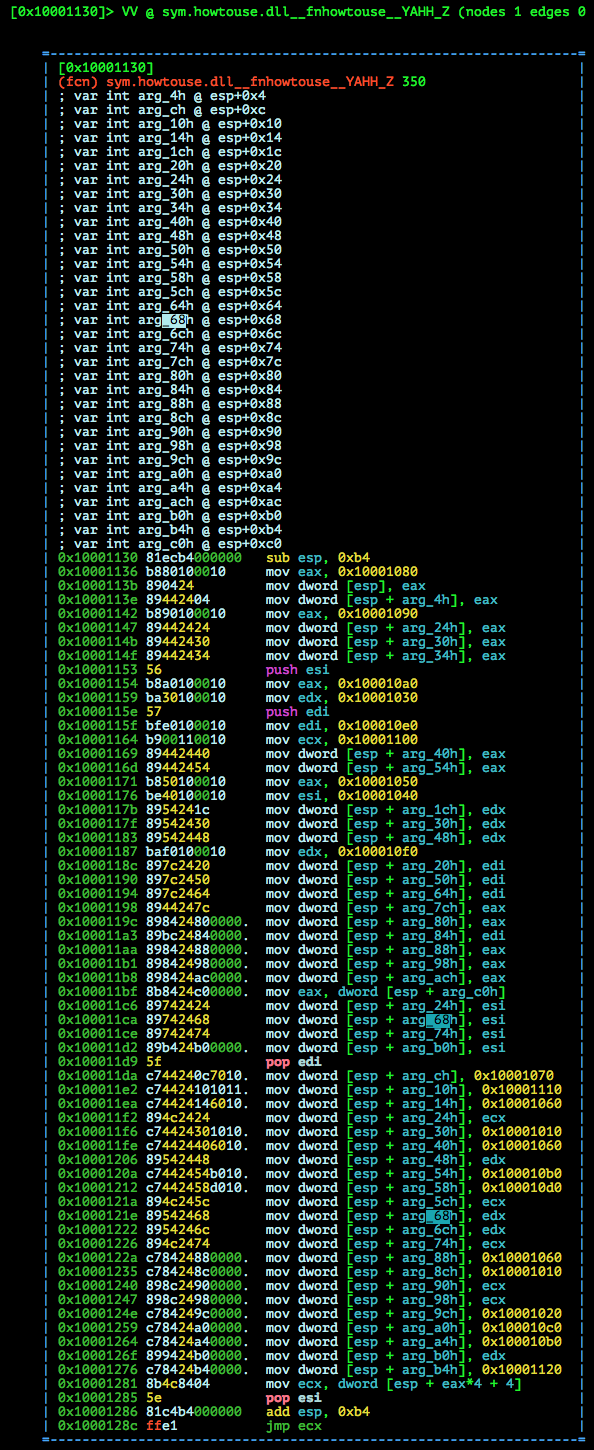 [0x10001130]> VV @ sym.howtouse.dll__fnhowtouse__YAHH_Z (nodes 1 edges 0
[0x10001130]
(fcn) sym.howtouse.dll__fnhowtouse__YAHH_Z 350
; var int arg_4h @ esp+0x4
; var int arg_ch @ esp+0xc
; var int arg_10h @ esp+0x10
; var int arg_14h @ esp+0x14
; var int arg_1ch @ esp+0x1c
; var int arg_20h @ esp+0x20
; var int arg_24h @ esp+0x24
; var int arg_30h @ esp+0x30
; var int arg_34h @ esp+0x34
; var int arg_40h @ esp+0x40
; var int arg_48h @ esp+0x48
; var int arg_50h @ esp+0x50
; var int arg_54h @ esp+0x54
; var int arg_58h @ esp+0x58
; var int arg_5ch @ esp+0x5c
; var int arg_64h @ esp+0x64
; var int arg_68h @ esp+0x68
; var int arg_6ch @ esp+0x6c
; var int arg_74h @ esp+0x74
; var int arg_7ch @ esp+0x7c
; var int arg_80h @ esp+0x80
; var int arg_84h @ esp+0x84
; var int arg_88h @ esp+0x88
; var int arg_8ch @ esp+0x8c
; var int arg_90h @ esp+0x90
; var int arg_98h @ esp+0x98
; var int arg_9ch @ esp+0x9c
; var int arg_a0h @ esp+0xa0
; var int arg_a4h @ esp+0xa4
; var int arg_ach @ esp+0xac
; var int arg_b0h @ esp+0xb0
; var int arg_b4h @ esp+0xb4
; var int arg_c0h @ esp+0xc0
0x10001130 81ecb4000000 sub esp, 0xb4
0x10001136 b880100010 mov eax, 0x10001080
0x1000113b 890424 mov dword [esp], eax
0x1000113e 89442404 mov dword [esp + arg_4h], eax
0x10001142 b890100010 mov eax, 0x10001090
0x10001147 89442424 mov dword [esp + arg_24h], eax
0x1000114b 89442430 mov dword [esp + arg_30h], eax
0x1000114f 89442434 mov dword [esp + arg_34h], eax
0x10001153 56 push esi
0x10001154 b8a0100010 mov eax, 0x100010a0
0x10001159 ba30100010 mov edx, 0x10001030
0x1000115e 57 push edi
0x1000115f bfe0100010 mov edi, 0x100010e0
0x10001164 b900110010 mov ecx, 0x10001100
0x10001169 89442440 mov dword [esp + arg_40h], eax
0x1000116d 89442454 mov dword [esp + arg_54h], eax
0x10001171 b850100010 mov eax, 0x10001050
0x10001176 be40100010 mov esi, 0x10001040
0x1000117b 8954241c mov dword [esp + arg_1ch], edx
0x1000117f 89542430 mov dword [esp + arg_30h], edx
0x10001183 89542448 mov dword [esp + arg_48h], edx
0x10001187 baf0100010 mov edx, 0x100010f0
0x1000118c 897c2420 mov dword [esp + arg_20h], edi
0x10001190 897c2450 mov dword [esp + arg_50h], edi
0x10001194 897c2464 mov dword [esp + arg_64h], edi
0x10001198 8944247c mov dword [esp + arg_7ch], eax
0x1000119c 898424800000. mov dword [esp + arg_80h], eax
0x100011a3 89bc24840000. mov dword [esp + arg_84h], edi
0x100011aa 898424880000. mov dword [esp + arg_88h], eax
0x100011b1 898424980000. mov dword [esp + arg_98h], eax
0x100011b8 898424ac0000. mov dword [esp + arg_ach], eax
0x100011bf 8b8424c00000. mov eax, dword [esp + arg_c0h]
0x100011c6 89742424 mov dword [esp + arg_24h], esi
0x100011ca 89742468 mov dword [esp + arg_68h], esi
0x100011ce 89742474 mov dword [esp + arg_74h], esi
0x100011d2 89b424b00000. mov dword [esp + arg_b0h], esi
0x100011d9 5f pop edi
0x100011da c744240c7010. mov dword [esp + arg_ch], 0x10001070
0x100011e2 c74424101011. mov dword [esp + arg_10h], 0x10001110
0x100011ea c74424146010. mov dword [esp + arg_14h], 0x10001060
0x100011f2 894c2424 mov dword [esp + arg_24h], ecx
0x100011f6 c74424301010. mov dword [esp + arg_30h], 0x10001010
0x100011fe c74424406010. mov dword [esp + arg_40h], 0x10001060
0x10001206 89542448 mov dword [esp + arg_48h], edx
0x1000120a c7442454b010. mov dword [esp + arg_54h], 0x100010b0
0x10001212 c7442458d010. mov dword [esp + arg_58h], 0x100010d0
0x1000121a 894c245c mov dword [esp + arg_5ch], ecx
0x1000121e 89542468 mov dword [esp + arg_68h], edx
0x10001222 8954246c mov dword [esp + arg_6ch], edx
0x10001226 894c2474 mov dword [esp + arg_74h], ecx
0x1000122a c78424880000. mov dword [esp + arg_88h], 0x10001060
0x10001235 c784248c0000. mov dword [esp + arg_8ch], 0x10001010
0x10001240 898c24900000. mov dword [esp + arg_90h], ecx
0x10001247 898c24980000. mov dword [esp + arg_98h], ecx
0x1000124e c784249c0000. mov dword [esp + arg_9ch], 0x10001020
0x10001259 c78424a00000. mov dword [esp + arg_a0h], 0x100010c0
0x10001264 c78424a40000. mov dword [esp + arg_a4h], 0x100010b0
0x1000126f 899424b00000. mov dword [esp + arg_b0h], edx
0x10001276 c78424b40000. mov dword [esp + arg_b4h], 0x10001120
0x10001281 8b4c8404 mov ecx, dword [esp + eax*4 + 4]
0x10001285 5e pop esi
0x10001286 81c4b4000000 add esp, 0xb4
0x1000128c ffe1 jmp ecx